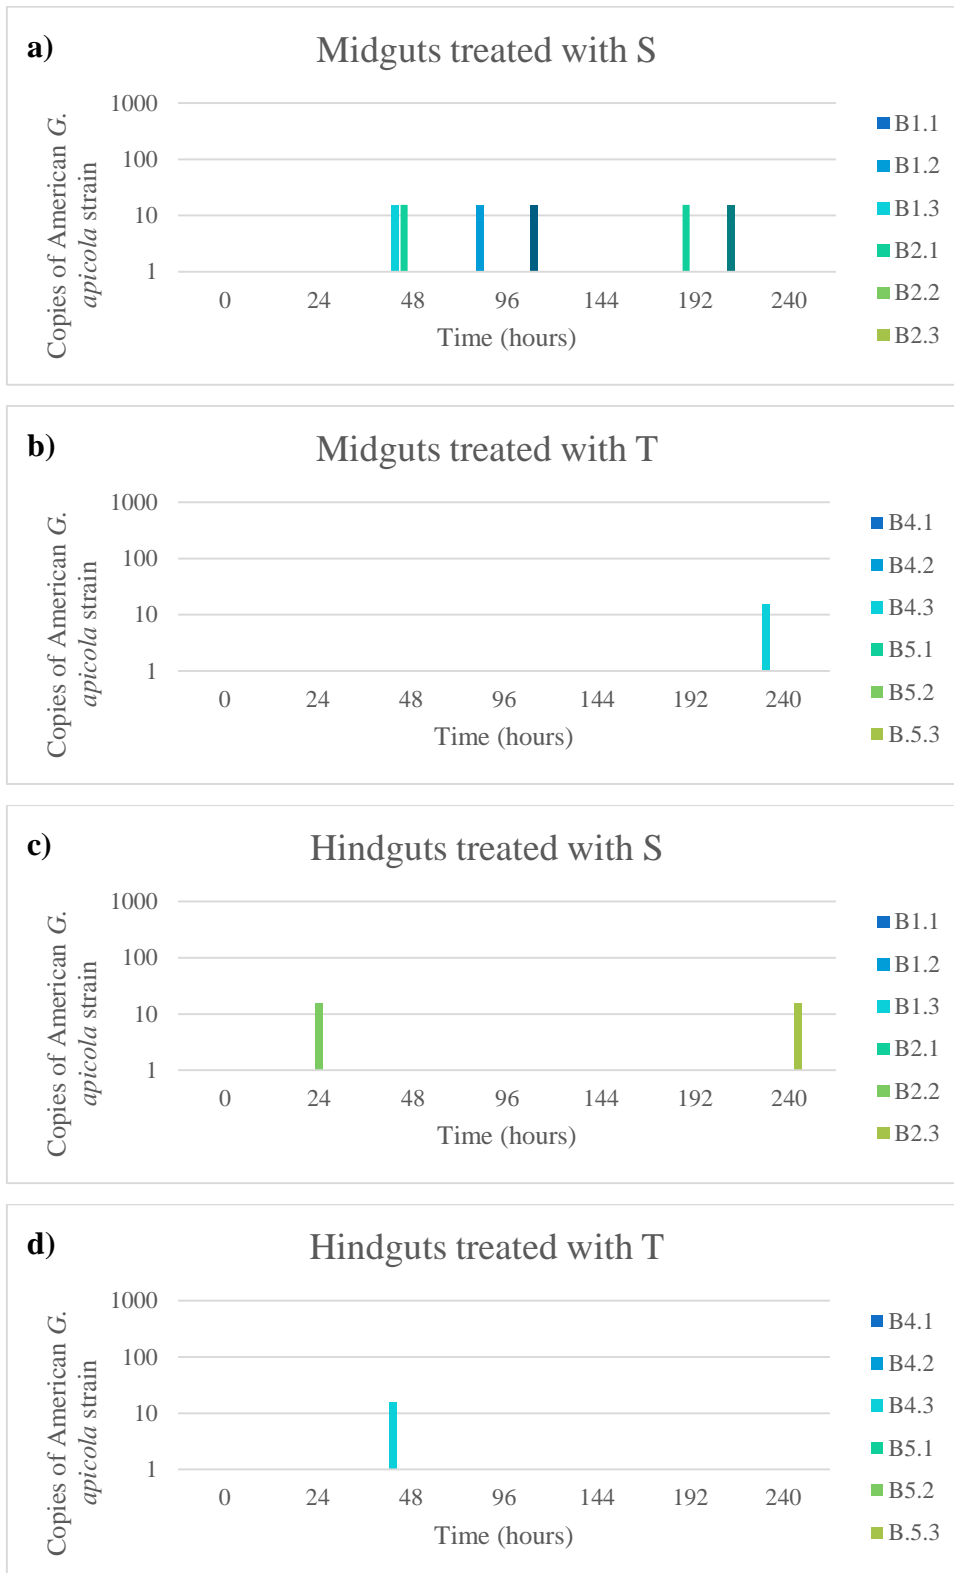 a)
Midguts treated with S
Copies of American G.
apicola strain
1000
100
10
1
0 24 48 96 144 192 240
Time (hours)
B1.1
B1.2
B1.3
B2.1
B2.2
B2.3
b)
Midguts treated with T
Copies of American G.
apicola strain
1000
100
10
1
0 24 48 96 144 192 240
Time (hours)
B4.1
B4.2
B4.3
B5.1
B5.2
B.5.3
c)
Hindguts treated with S
Copies of American G.
apicola strain
1000
100
10
1
0 24 48 96 144 192 240
Time (hours)
B1.1
B1.2
B1.3
B2.1
B2.2
B2.3
d)
Hindguts treated with T
Copies of American G.
apicola strain
1000
100
10
1
0 24 48 96 144 192 240
Time (hours)
B4.1
B4.2
B4.3
B5.1
B5.2
B.5.3